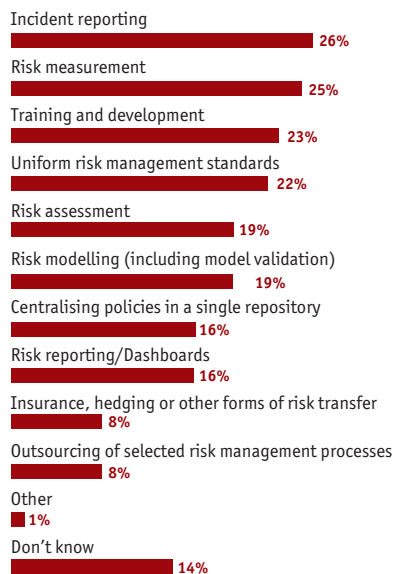 Incident reporting
26%
Risk measurement
25%
Training and development
23%
Uniform risk management standards
22%
Risk assessment
19%
Risk modelling (including model validation)
19%
Centralising policies in a single repository
16%
Risk reporting/Dashboards
16%
Insurance, hedging or other forms of risk transfer
8%
Outsourcing of selected risk management processes
8%
Other
1%
Don’t know
14%